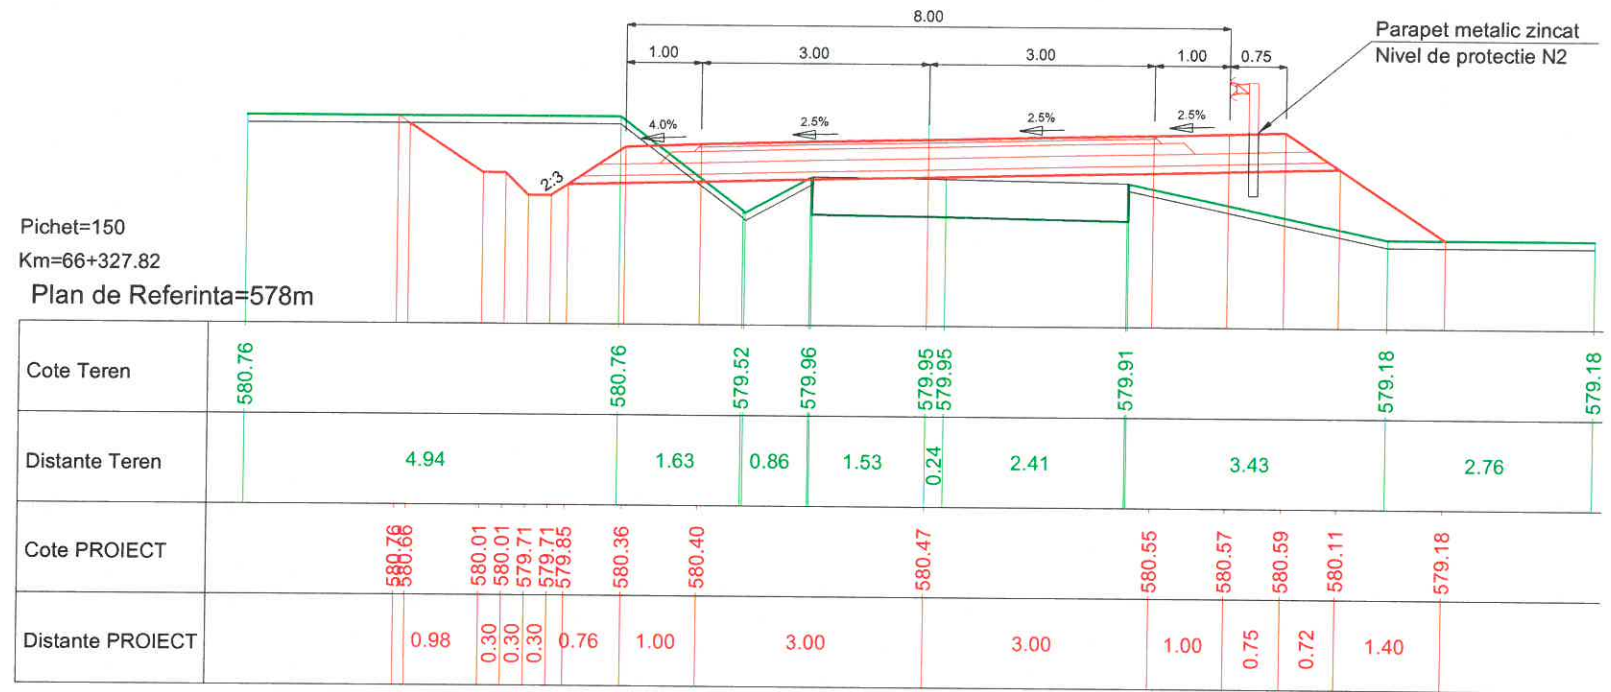 8.00
1.00 3.00 3.00 1.00 0.75
Parapet metalic zincat
Nivel de protectie N2
4.0% 2.5% 2.5% 2.5%
2:3
Pichet=150
Km=66+327.82
Plan de Referinta=578m
Cote Teren 580.76 580.76 579.52 579.96 579.95 579.95 579.91 579.18 579.18
Distante Teren 4.94 1.63 0.86 1.53 0.24 2.41 3.43 2.76
Cote PROIECT 580.76 580.66 580.01 580.01 579.71 579.71 579.85 580.36 580.40 580.47 580.55 580.57 580.59 580.11 579.18
Distante PROIECT 0.98 0.30 0.30 0.30 0.76 1.00 3.00 3.00 1.00 0.75 0.72 1.40